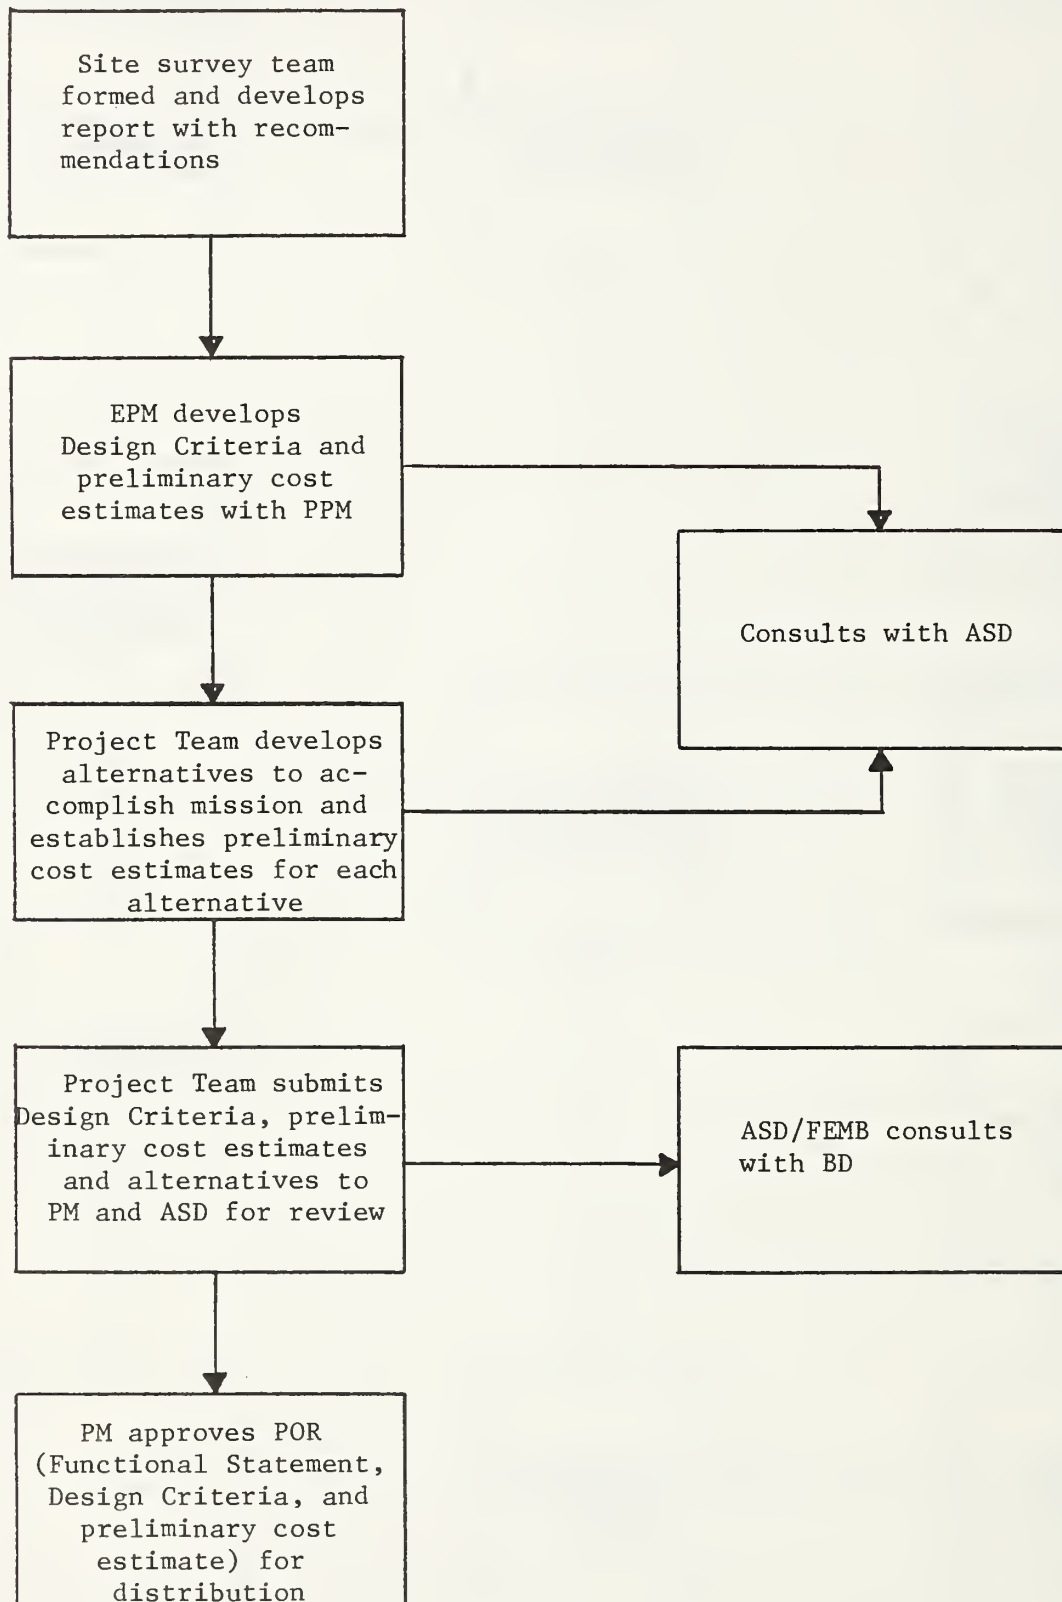 Site survey team
formed and develops
report with recom-
mendations
EPM develops
Design Criteria and
preliminary cost
estimates with PPM
Consults with ASD
Project Team develops
alternatives to ac-
complish mission and
establishes preliminary
cost estimates for each
alternative
Project Team submits
Design Criteria, prelim-
inary cost estimates
and alternatives to
PM and ASD for review
ASD/FEMB consults
with BD
PM approves POR
(Functional Statement,
Design Criteria, and
preliminary cost
estimate) for
distribution